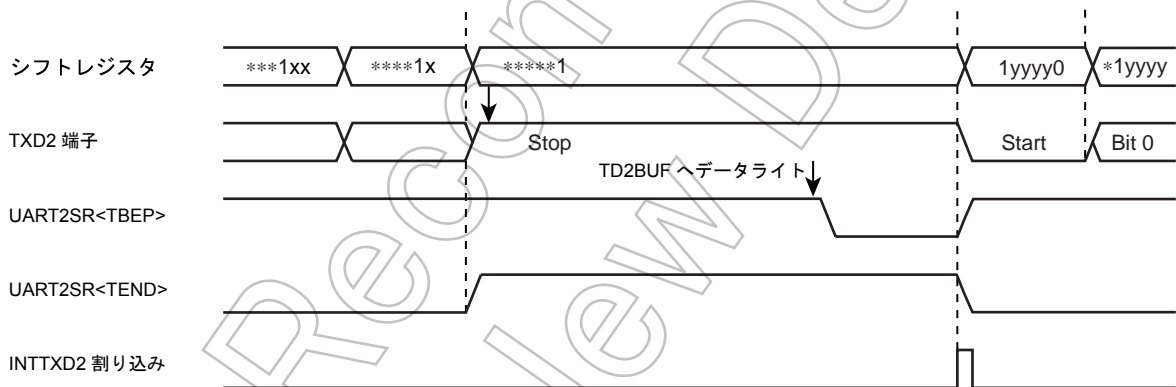 シフトレジスタ
***1xx
****1x
*****1
1yyyy0
*1yyyy
TXD2 端子
Stop
Start
Bit 0
TD2BUF へデータライト
UART2SR<TBEP>
UART2SR<TEND>
INTTXD2 割り込み